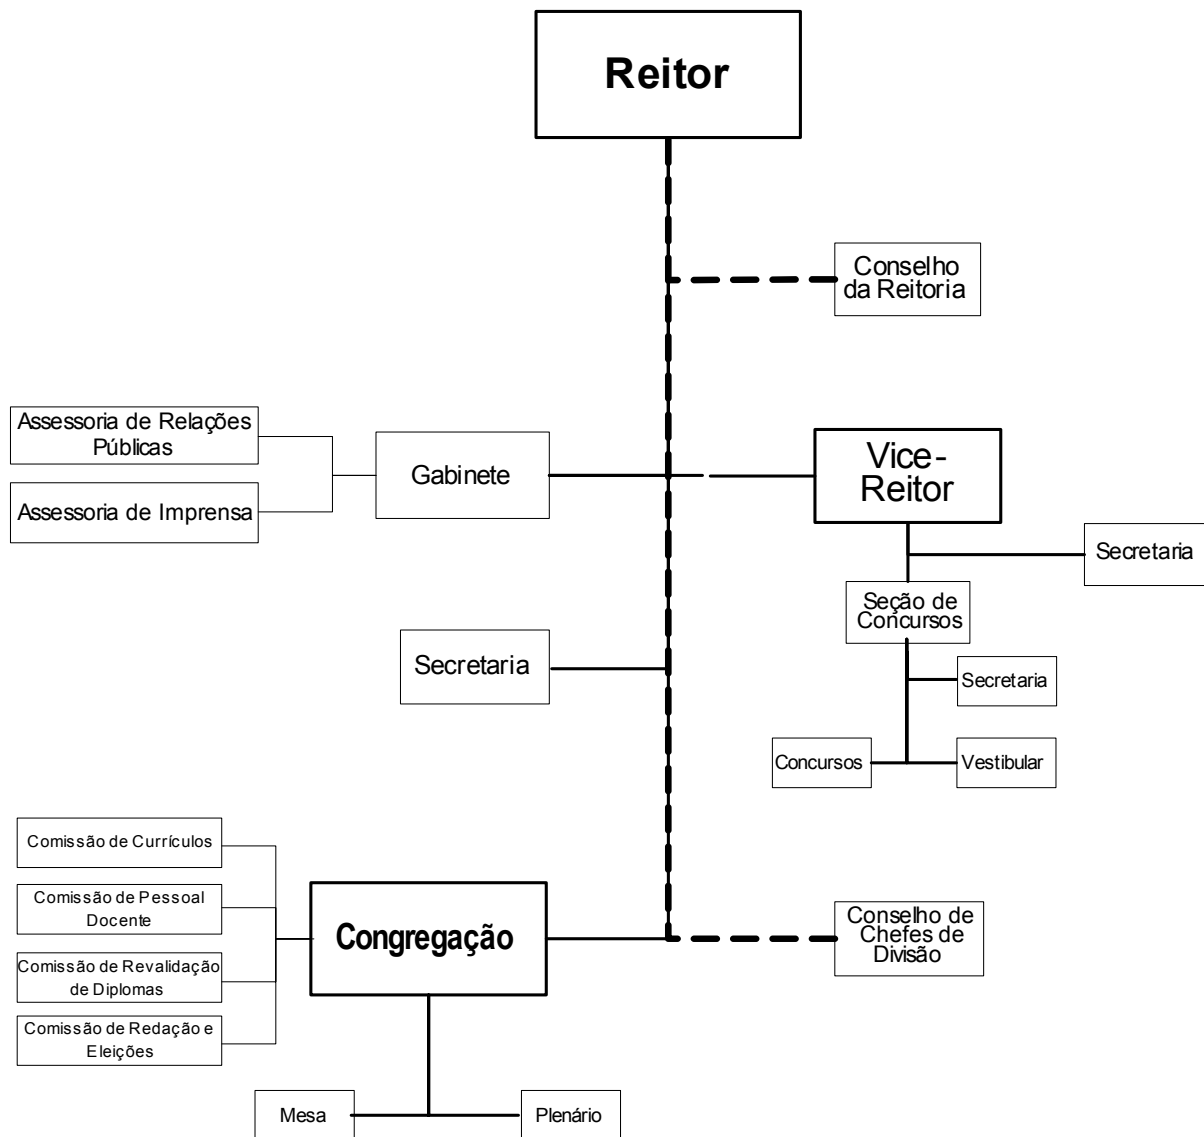 Reitor
Conselho
da Reitoria
Assessoria de Relações
Públicas
Assessoria de Imprensa
Gabinete
Vice-
Reitor
Secretaria
Seção de
Concursos
Secretaria
Secretaria
Concursos
Vestibular
Comissão de Currículos
Comissão de Pessoal
Docente
Comissão de Revalidação
de Diplomas
Comissão de Redação e
Eleições
Congregação
Conselho de
Chefes de
Divisão
Mesa
Plenário